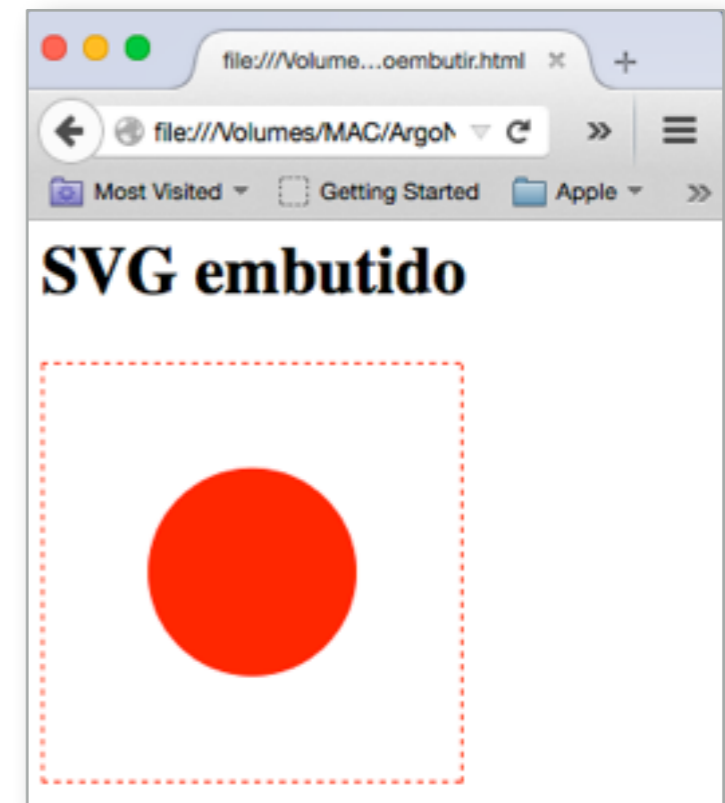 file:///Volume...oembutir.html
file:///Volumes/MAC/ArgoN
Most Visited Getting Started Apple
SVG embutido